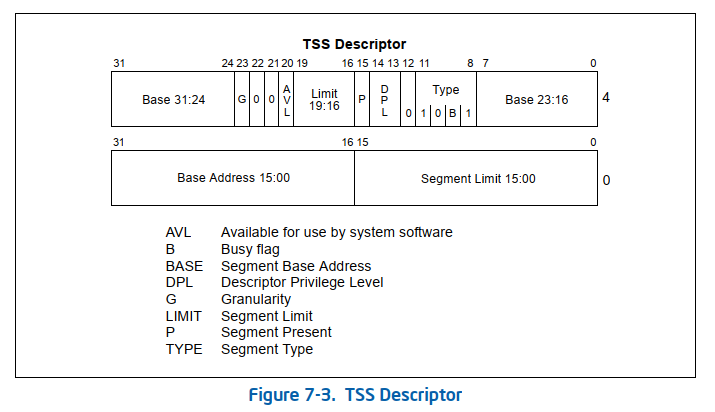 TSS Descriptor
31 24 23 22 21 20 19 16 15 14 13 12 11 8 7 0
Base 31:24 G 0 0 A V L Limit 19:16 P D P L 0 Type 1 0 B 1 Base 23:16 4
31 16 15 0
Base Address 15:00 Segment Limit 15:00 0
AVL Available for use by system software
B Busy flag
BASE Segment Base Address
DPL Descriptor Privilege Level
G Granularity
LIMIT Segment Limit
P Segment Present
TYPE Segment Type
Figure 7-3. TSS Descriptor